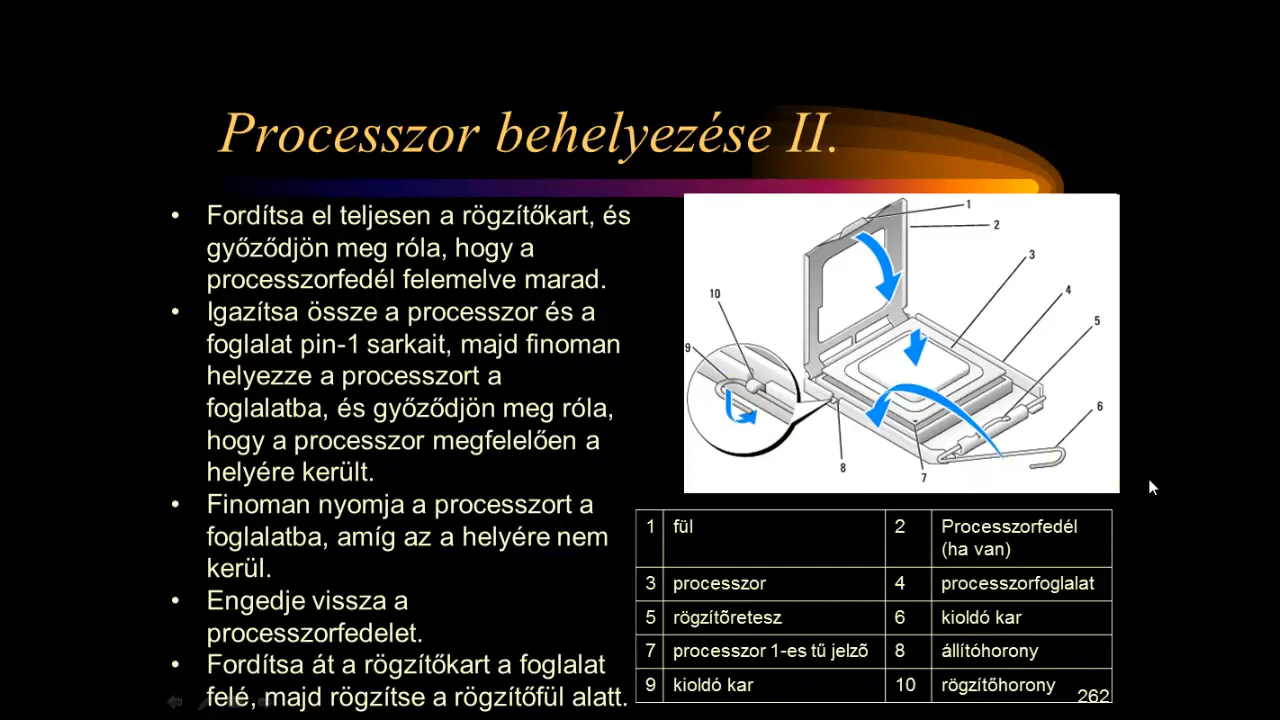 Processzor behelyezése II.
• Fordítsa el teljesen a rögzítőkart, és
győződjön meg róla, hogy a
processzorfedél felemelve marad.
• Igazítsa össze a processzor és a
foglalat pin-1 sarkait, majd finoman
helyezze a processzort a
foglalatba, és győződjön meg róla,
hogy a processzor megfelelően a
helyére került.
• Finoman nyomja a processzort a
foglalatba, amíg az a helyére nem
kerül.
• Engedje vissza a
processzorfedelet.
• Fordítsa át a rögzítőkart a foglalat
felé, majd rögzítse a rögzítőfül alatt.
1
2
3
4
5
6
7
8
9
10
1 fül 2 Processzorfedél
(ha van)
3 processzor 4 processzorfoglalat
5 rögzítõretesz 6 kioldó kar
7 processzor 1-es tű jelzõ 8 állítóhorony
9 kioldó kar 10 rögzítőhorony
262